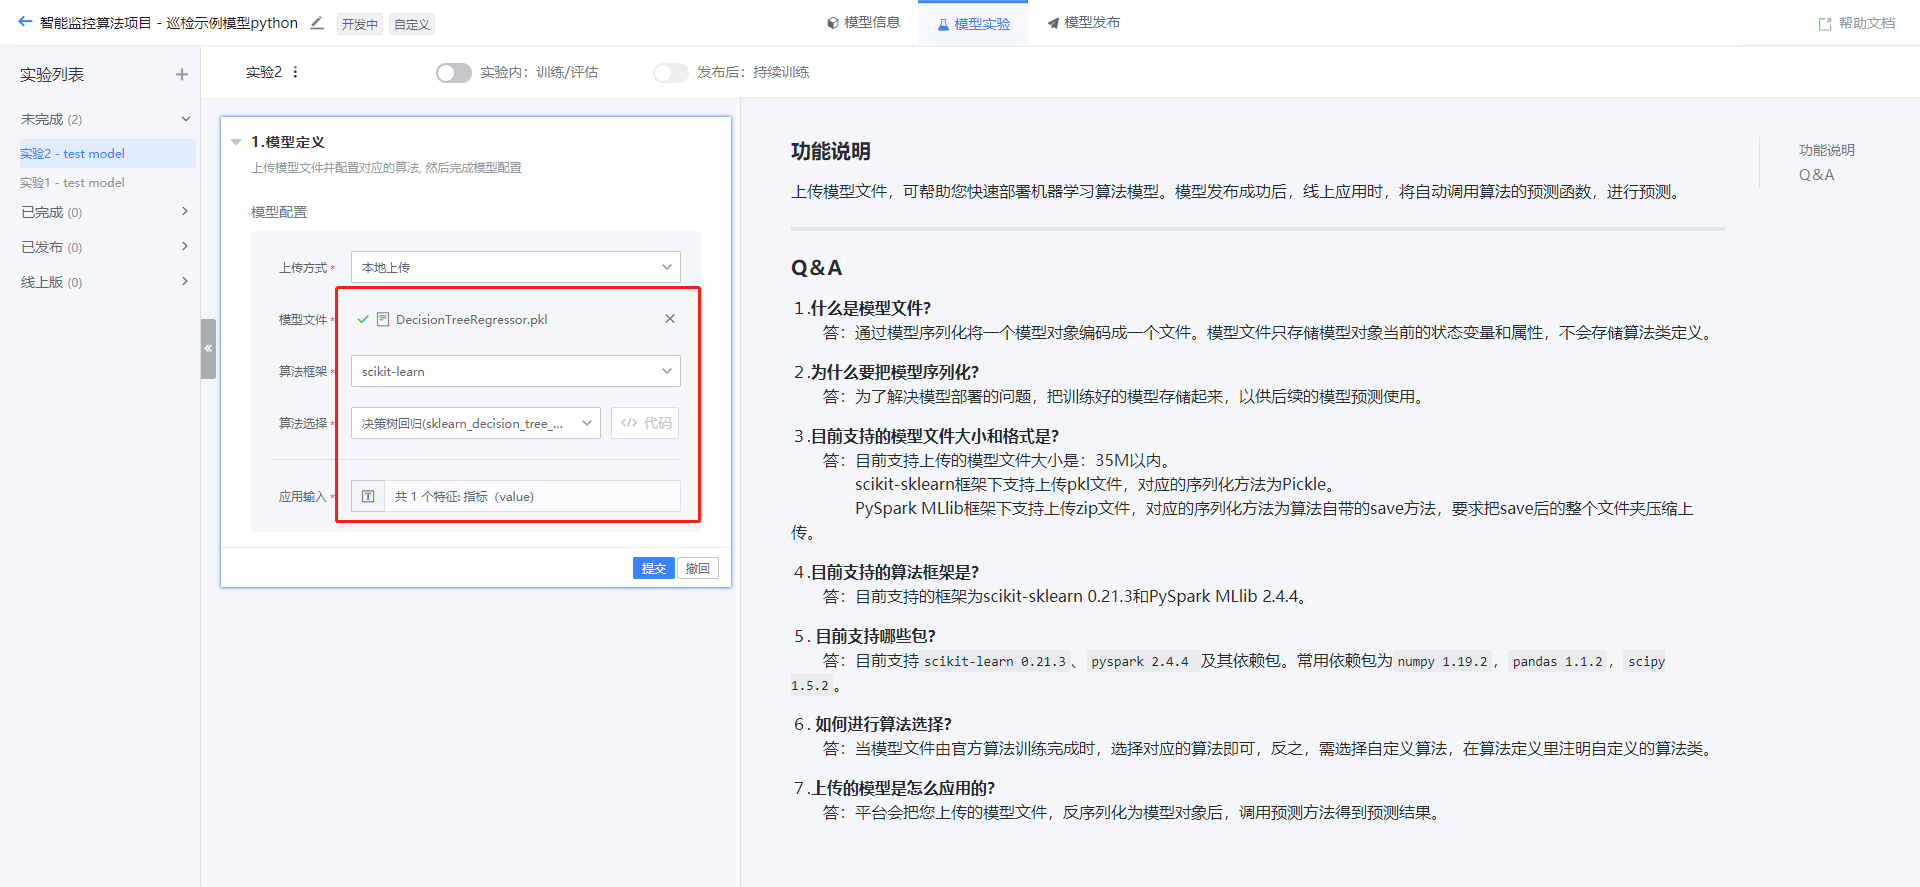 智能监控算法项目 - 巡检示例模型python 开发中 自定义 模型信息 模型实验 模型发布 帮助文档
实验列表
未完成 (2)
实验2 - test model
实验1 - test model
已完成 (0)
已发布 (0)
线上版 (0)
实验2 实验内：训练/评估 发布后：持续训练
1.模型定义
上传模型文件并配置对应的算法, 然后完成模型配置
模型配置
上传方式* 本地上传
模型文件* DecisionTreeRegressor.pkl
算法框架* scikit-learn
算法选择* 决策树回归(sklearn_decision_tree_... </> 代码
应用输入* T 共 1 个特征: 指标（value）
提交 撤回
功能说明
上传模型文件，可帮助您快速部署机器学习算法模型。模型发布成功后，线上应用时，将自动调用算法的预测函数，进行预测。
Q＆A
１.什么是模型文件？
答：通过模型序列化将一个模型对象编码成一个文件。模型文件只存储模型对象当前的状态变量和属性，不会存储算法类定义。
２.为什么要把模型序列化？
答：为了解决模型部署的问题，把训练好的模型存储起来，以供后续的模型预测使用。
３.目前支持的模型文件大小和格式是？
答：目前支持上传的模型文件大小是：35M以内。
scikit-sklearn框架下支持上传pkl文件，对应的序列化方法为Pickle。
PySpark MLlib框架下支持上传zip文件，对应的序列化方法为算法自带的save方法，要求把save后的整个文件夹压缩上
传。
４.目前支持的算法框架是？
答：目前支持的框架为scikit-sklearn 0.21.3和PySpark MLlib 2.4.4。
５. 目前支持哪些包？
答：目前支持 scikit-learn 0.21.3 、 pyspark 2.4.4 及其依赖包。常用依赖包为 numpy 1.19.2 ， pandas 1.1.2 ， scipy
1.5.2 。
６. 如何进行算法选择？
答：当模型文件由官方算法训练完成时，选择对应的算法即可，反之，需选择自定义算法，在算法定义里注明自定义的算法类。
７.上传的模型是怎么应用的？
答：平台会把您上传的模型文件，反序列化为模型对象后，调用预测方法得到预测结果。
功能说明
Q＆A